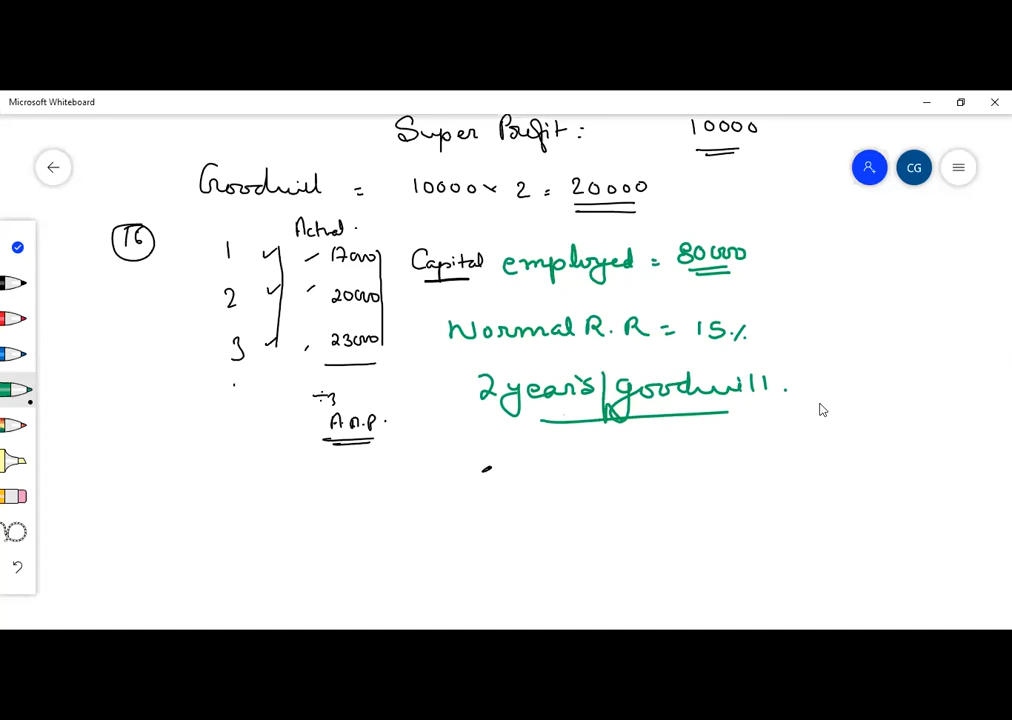 Microsoft Whiteboard
Super Profit: 10000
CG
Goodwill = 10000 × 2 = 20000
16
Actual.
1 17000
Capital employed = 80000
2 20000
Normal R.R = 15%
3 23000
2 year's goodwill.
÷3
A.N.P.